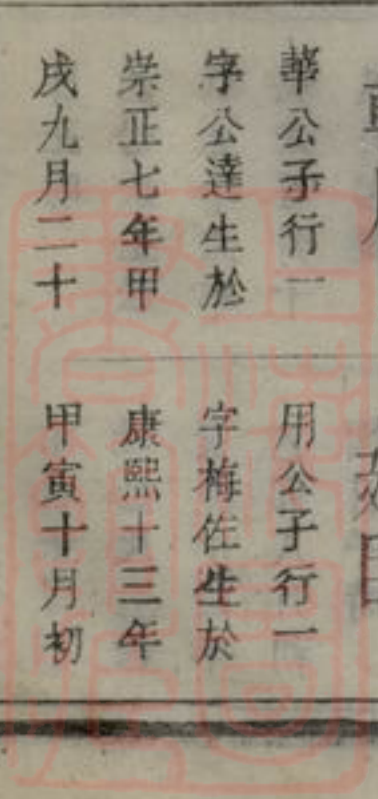 華公子行一
字公達生於
崇正七年甲
戌九月二十
用公子行一
字梅佐生於
康熙十三年
甲寅十月初